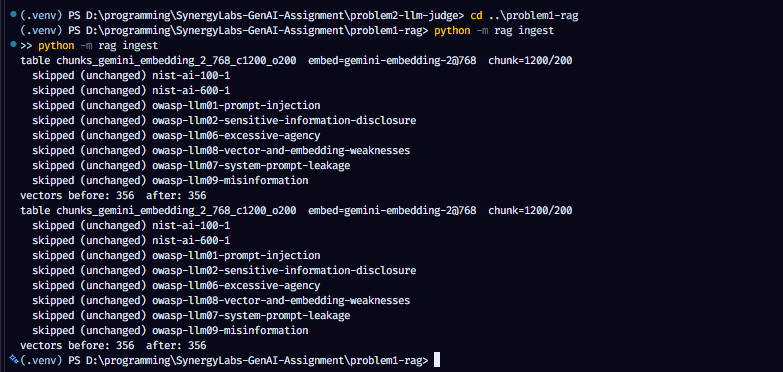 (.venv) PS D:\programming\SynergyLabs-GenAI-Assignment\problem2-llm-judge> cd ..\problem1-rag
(.venv) PS D:\programming\SynergyLabs-GenAI-Assignment\problem1-rag> python -m rag ingest
>> python -m rag ingest
table chunks_gemini_embedding_2_768_c1200_o200  embed=gemini-embedding-2@768  chunk=1200/200
  skipped (unchanged) nist-ai-100-1
  skipped (unchanged) nist-ai-600-1
  skipped (unchanged) owasp-llm01-prompt-injection
  skipped (unchanged) owasp-llm02-sensitive-information-disclosure
  skipped (unchanged) owasp-llm06-excessive-agency
  skipped (unchanged) owasp-llm08-vector-and-embedding-weaknesses
  skipped (unchanged) owasp-llm07-system-prompt-leakage
  skipped (unchanged) owasp-llm09-misinformation
vectors before: 356  after: 356
table chunks_gemini_embedding_2_768_c1200_o200  embed=gemini-embedding-2@768  chunk=1200/200
  skipped (unchanged) nist-ai-100-1
  skipped (unchanged) nist-ai-600-1
  skipped (unchanged) owasp-llm01-prompt-injection
  skipped (unchanged) owasp-llm02-sensitive-information-disclosure
  skipped (unchanged) owasp-llm06-excessive-agency
  skipped (unchanged) owasp-llm08-vector-and-embedding-weaknesses
  skipped (unchanged) owasp-llm07-system-prompt-leakage
  skipped (unchanged) owasp-llm09-misinformation
vectors before: 356  after: 356
(.venv) PS D:\programming\SynergyLabs-GenAI-Assignment\problem1-rag>